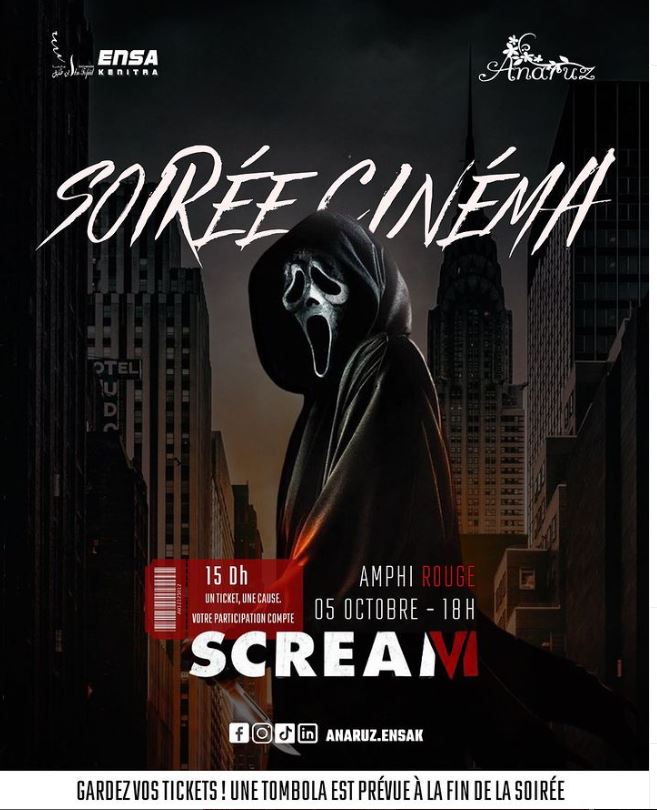 ENSA
KENITRA
Anaruz
SOIRÉE CINÉMA
OTEL
15 Dh
UN TICKET, UNE CAUSE.
VOTRE PARTICIPATION COMPTE
AMPHI ROUGE
05 OCTOBRE - 18H
SCREAM VI
ANARUZ.ENSAK
GARDEZ VOS TICKETS ! UNE TOMBOLA EST PRÉVUE À LA FIN DE LA SOIRÉE